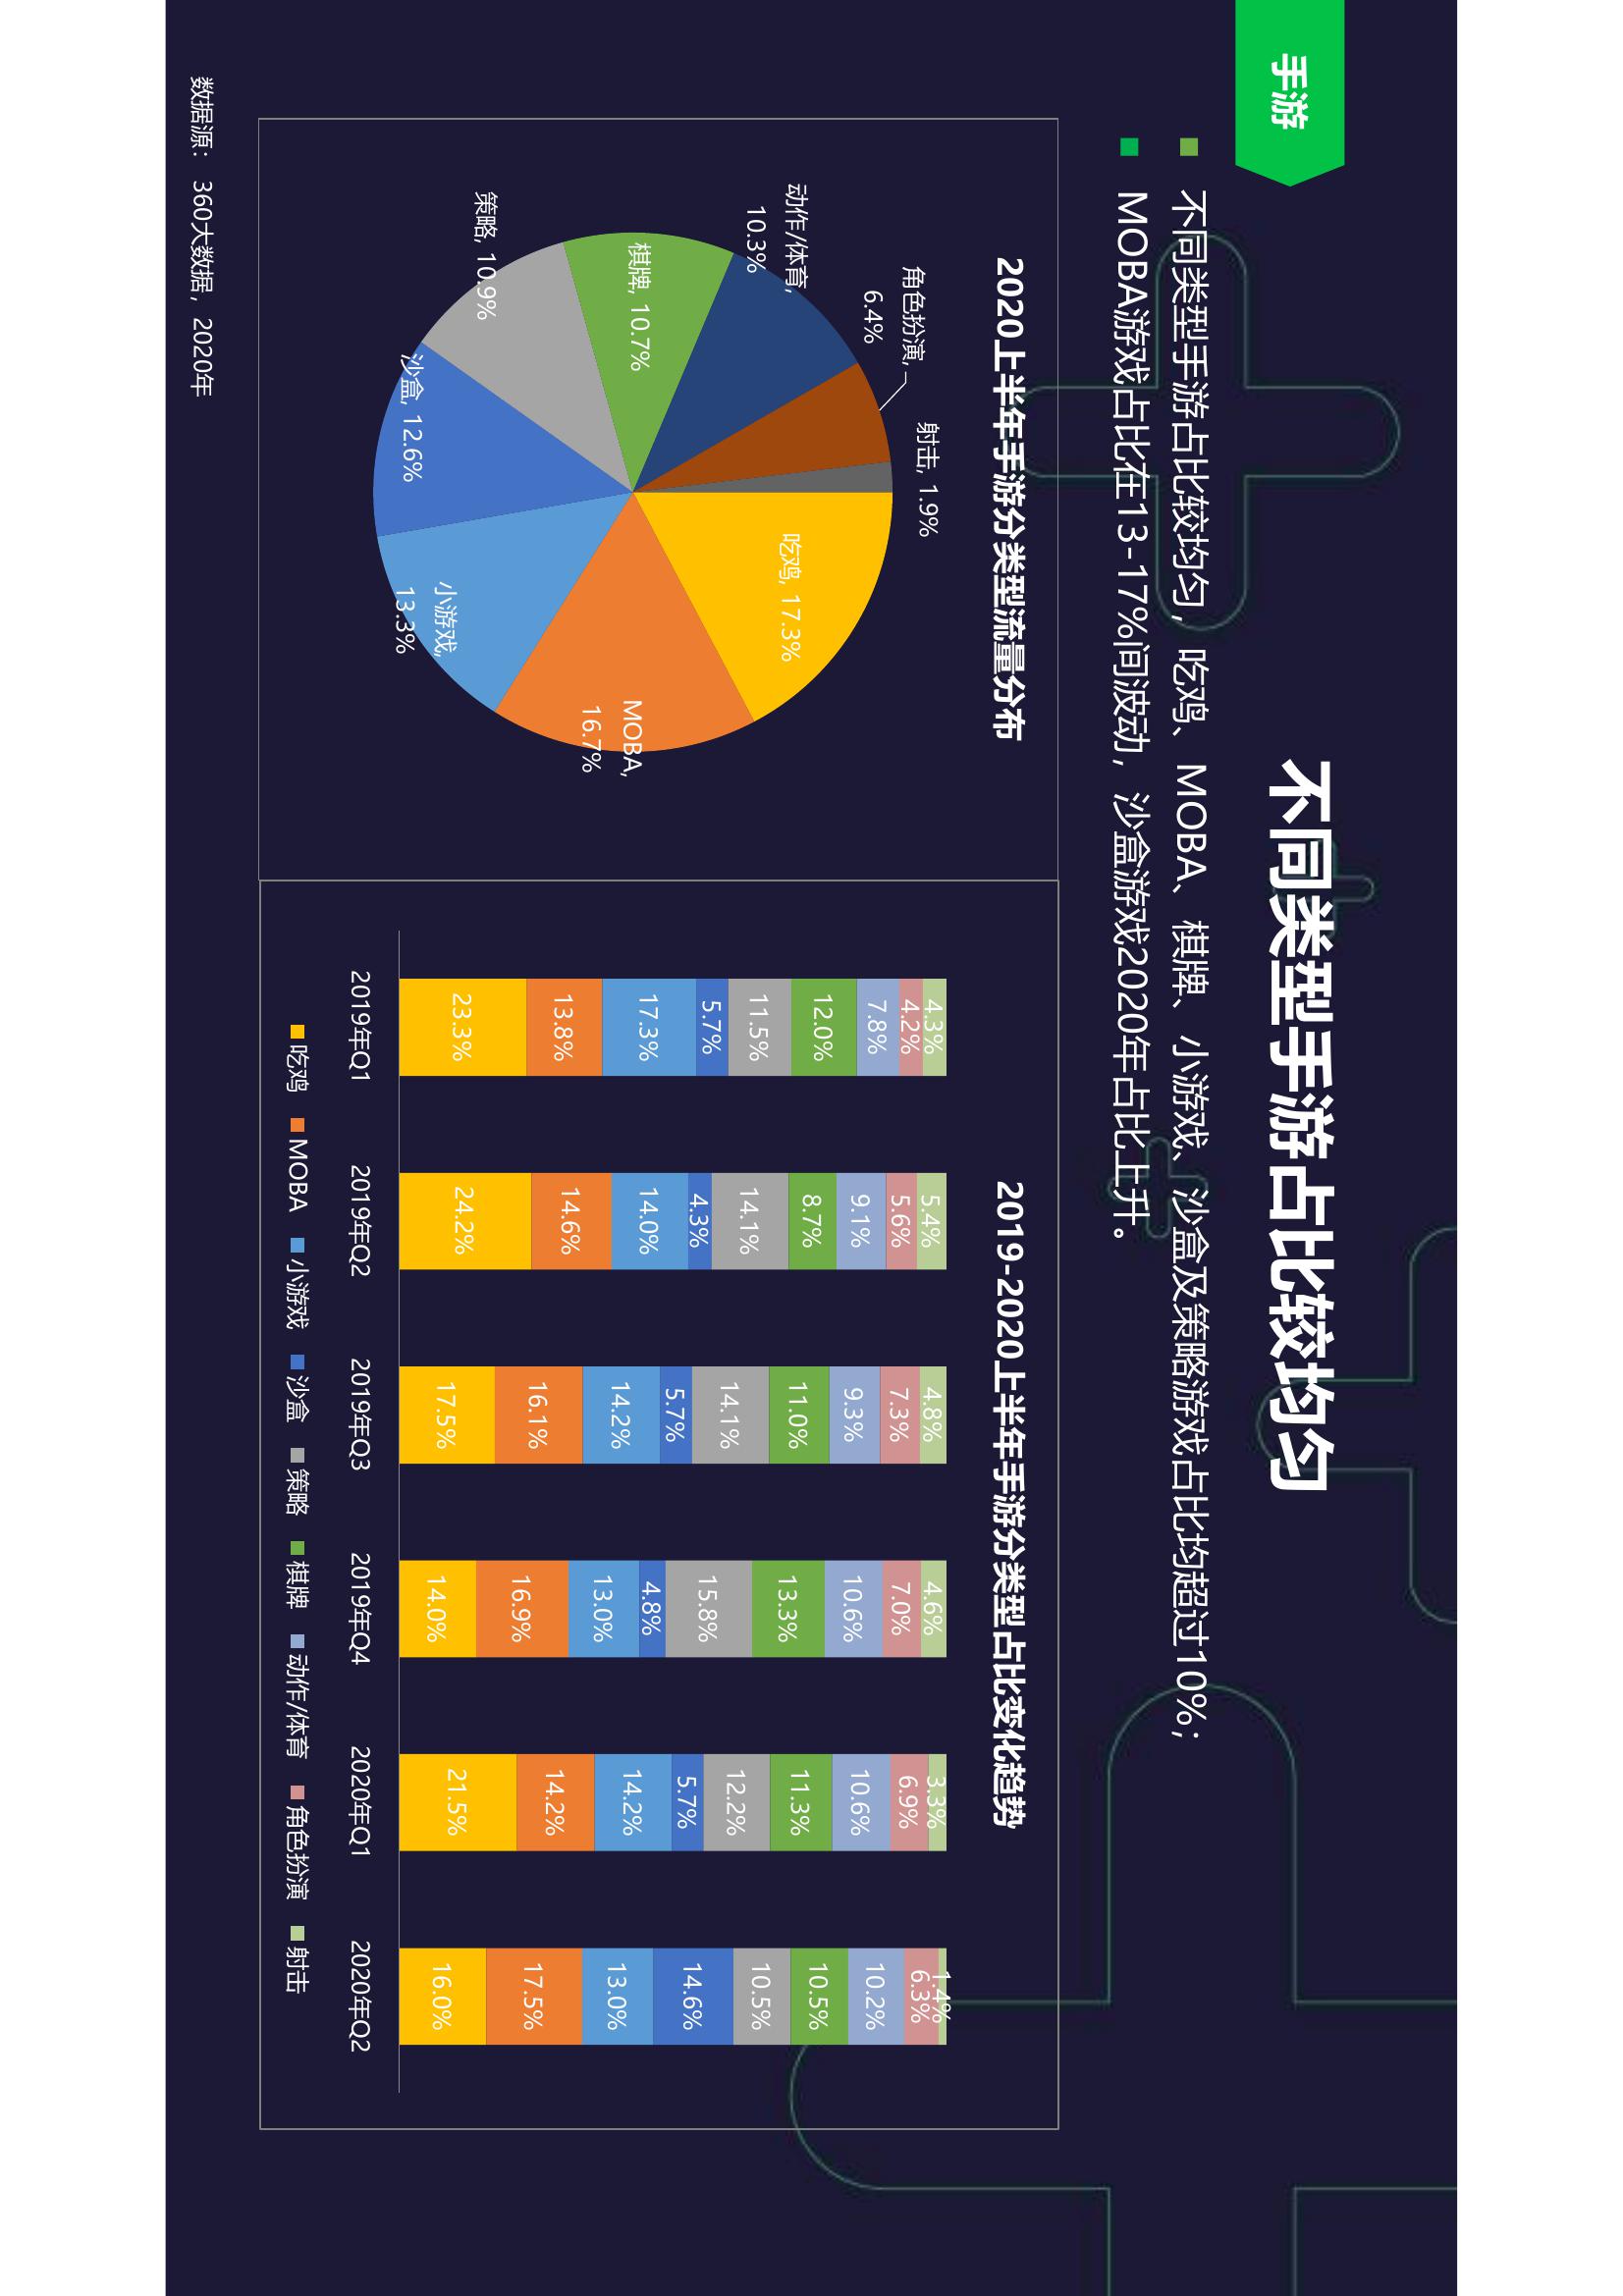 手游
不同类型手游占比较均匀
不同类型手游占比较均匀，吃鸡、MOBA、棋牌、小游戏、沙盒及策略游戏占比均超过10%；
MOBA游戏占比在13-17%间波动，沙盒游戏2020年占比上升。
2020上半年手游分类型流量分布
射击, 1.9%
角色扮演,
6.4%
动作/体育,
10.3%
棋牌, 10.7%
策略, 10.9%
沙盒, 12.6%
小游戏,
13.3%
MOBA,
16.7%
吃鸡, 17.3%
2019-2020上半年手游分类型占比变化趋势
4.3% 5.4% 4.8% 4.6% 3.3% 1.4%
4.2% 5.6% 7.3% 7.0% 6.9% 6.3%
7.8% 9.1% 9.3% 10.6% 10.6% 10.2%
12.0% 8.7% 11.0% 13.3% 11.3% 10.5%
11.5% 14.1% 14.1% 15.8% 12.2% 10.5%
5.7% 4.3% 5.7% 4.8% 5.7% 14.6%
17.3% 14.0% 14.2% 13.0% 14.2% 13.0%
13.8% 14.6% 16.1% 16.9% 14.2% 17.5%
23.3% 24.2% 17.5% 14.0% 21.5% 16.0%
2019年Q1 2019年Q2 2019年Q3 2019年Q4 2020年Q1 2020年Q2
吃鸡 MOBA 小游戏 沙盒 策略 棋牌 动作/体育 角色扮演 射击
数据源： 360大数据，2020年